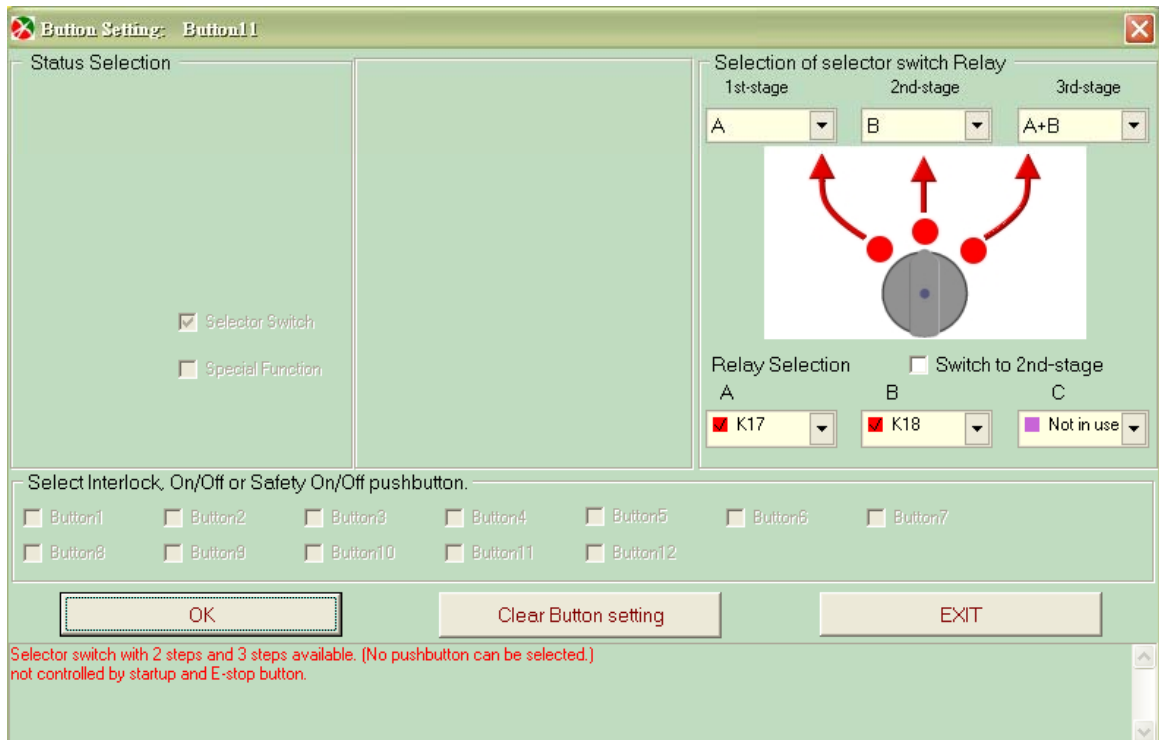 Button Setting: Button11
Status Selection
Selector Switch
Special Function
Selection of selector switch Relay
1st-stage 2nd-stage 3rd-stage
A B A+B
Relay Selection Switch to 2nd-stage
A B C
K17 K18 Not in use
Select Interlock, On/Off or Safety On/Off pushbutton.
Button1 Button2 Button3 Button4 Button5 Button6 Button7
Button8 Button9 Button10 Button11 Button12
OK Clear Button setting EXIT
Selector switch with 2 steps and 3 steps available. (No pushbutton can be selected.)
not controlled by startup and E-stop button.